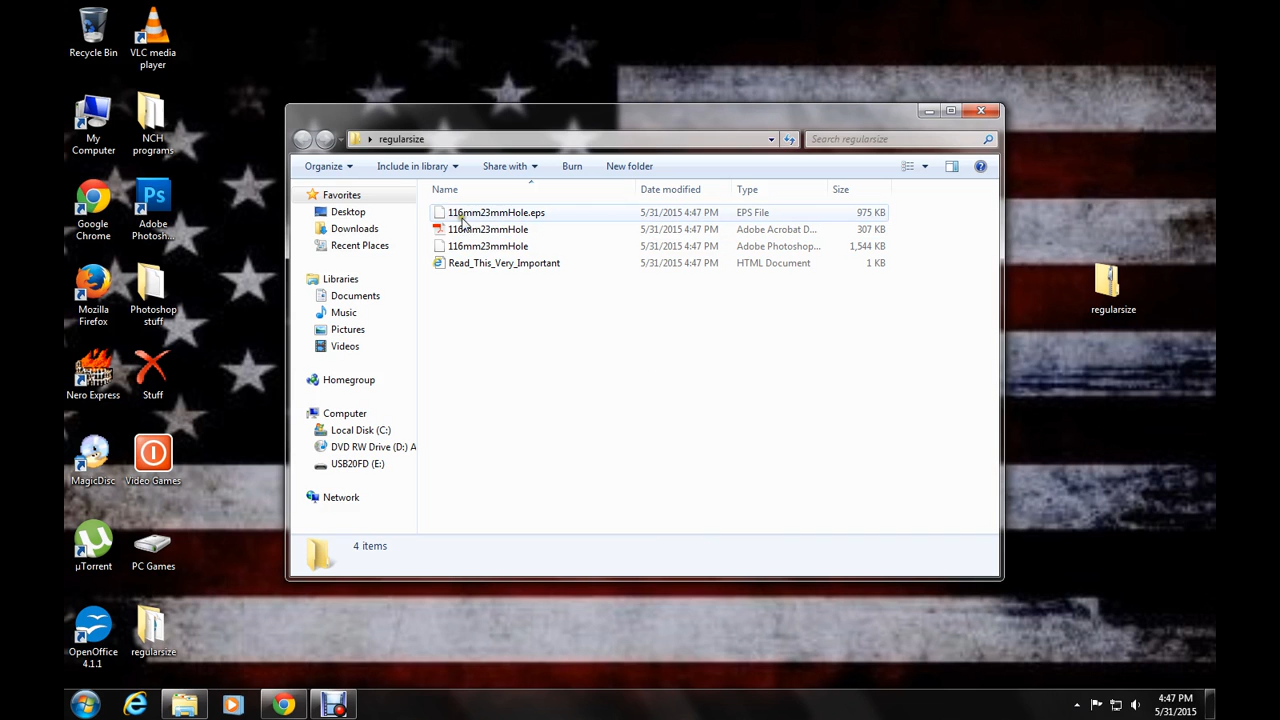 Recycle Bin
VLC media
player
My
Computer
NCH
programs
Google
Chrome
Adobe
Photosh...
Mozilla
Firefox
Photoshop
stuff
Nero Express
Stuff
MagicDisc
Video Games
µTorrent
PC Games
OpenOffice
4.1.1
regularsize
regularsize
Search regularsize
Organize
Include in library
Share with
Burn
New folder
Favorites
Desktop
Downloads
Recent Places
Libraries
Documents
Music
Pictures
Videos
Homegroup
Computer
Local Disk (C:)
DVD RW Drive (D:) A
USB20FD (E:)
Network
Name Date modified Type Size
116mm23mmHole.eps 5/31/2015 4:47 PM EPS File 975 KB
116mm23mmHole 5/31/2015 4:47 PM Adobe Acrobat D... 307 KB
116mm23mmHole 5/31/2015 4:47 PM Adobe Photoshop... 1,544 KB
Read_This_Very_Important 5/31/2015 4:47 PM HTML Document 1 KB
4 items
regularsize
4:47 PM
5/31/2015